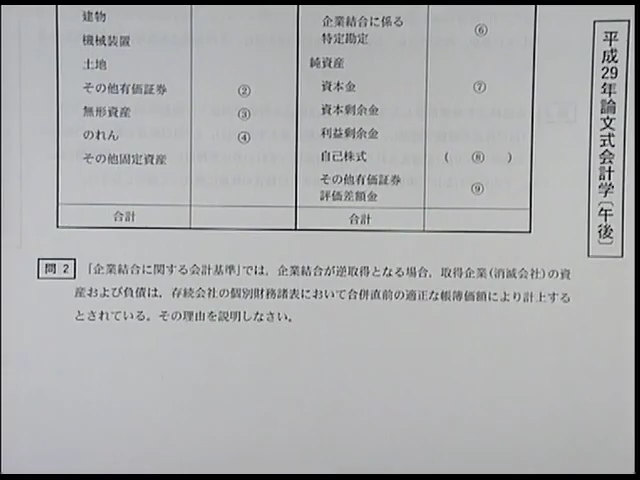 建物
機械装置
土地
その他有価証券 ②
無形資産 ③
のれん ④
その他固定資産
合計
企業結合に係る
特定勘定 ⑥
純資産
資本金 ⑦
資本剰余金
利益剰余金
自己株式 ( ⑧ )
その他有価証券
評価差額金 ⑨
合計
平成29年論文式会計学〔午後〕
問2 「企業結合に関する会計基準」では,企業結合が逆取得となる場合,取得企業(消滅会社)の資
産および負債は,存続会社の個別財務諸表において合併直前の適正な帳簿価額により計上する
とされている。その理由を説明しなさい。